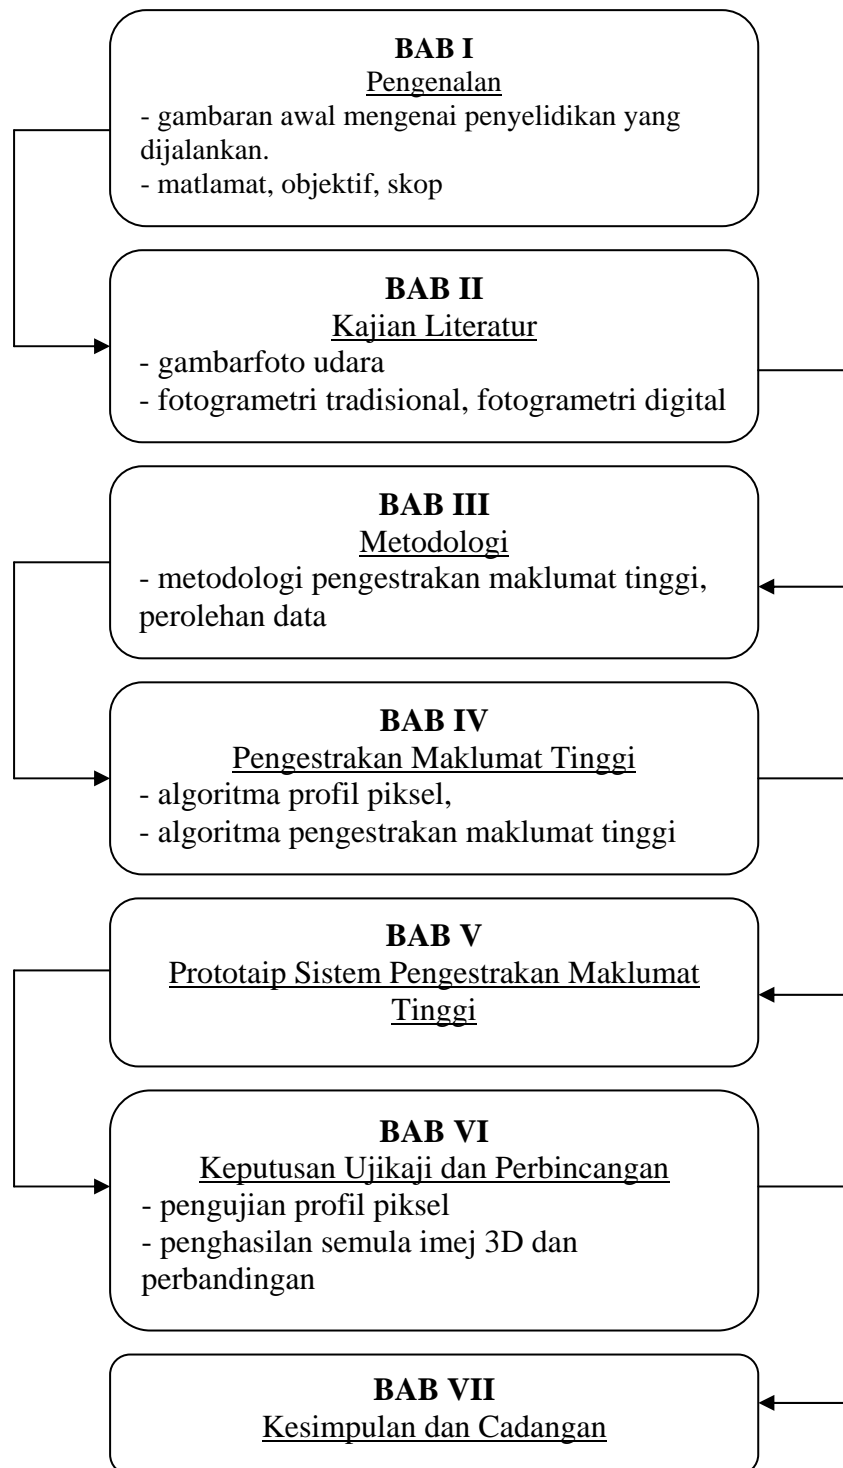 BAB I
Pengenalan
- gambaran awal mengenai penyelidikan yang
dijalankan.
- matlamat, objektif, skop
BAB II
Kajian Literatur
- gambarfoto udara
- fotogrametri tradisional, fotogrametri digital
BAB III
Metodologi
- metodologi pengestrakan maklumat tinggi,
perolehan data
BAB IV
Pengestrakan Maklumat Tinggi
- algoritma profil piksel,
- algoritma pengestrakan maklumat tinggi
BAB V
Prototaip Sistem Pengestrakan Maklumat
Tinggi
BAB VI
Keputusan Ujikaji dan Perbincangan
- pengujian profil piksel
- penghasilan semula imej 3D dan
perbandingan
BAB VII
Kesimpulan dan Cadangan